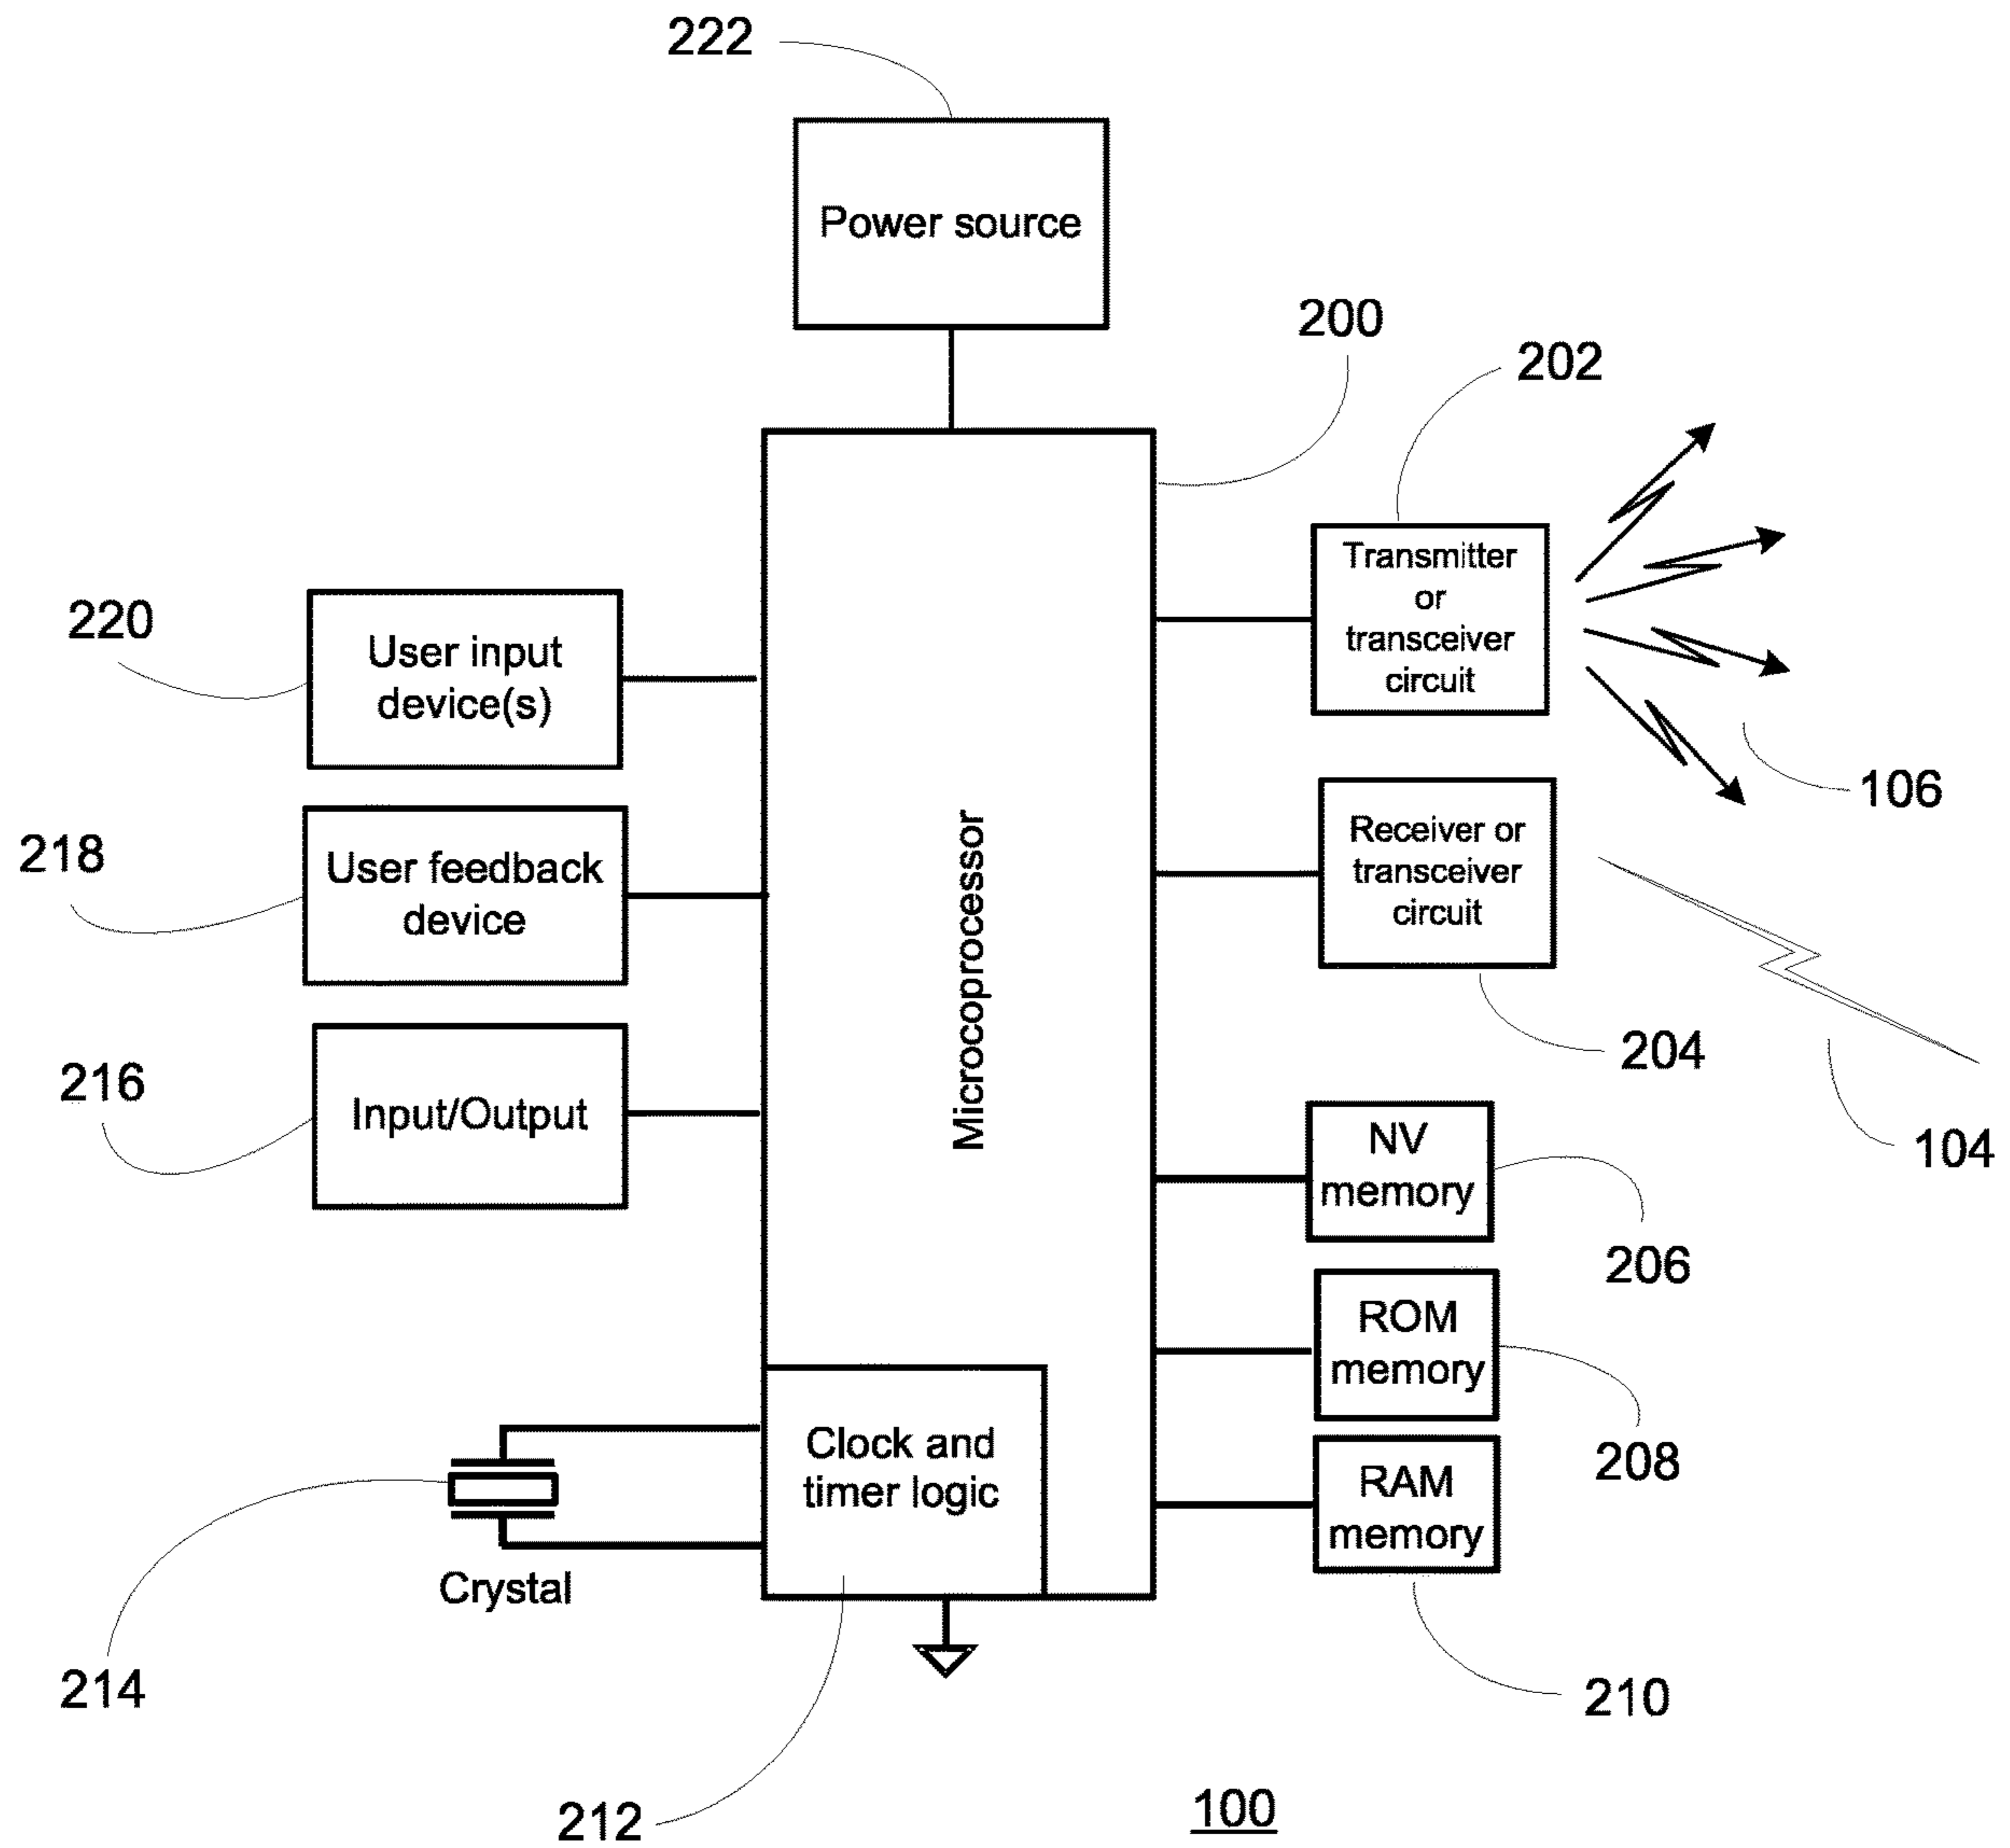 222
Power source
200
202
Transmitter
or
transceiver
circuit
106
220
User input
device(s)
218
User feedback
device
Receiver or
transceiver
circuit
204
104
216
Input/Output
Microcoprocessor
NV
memory
206
ROM
memory
208
Clock and
timer logic
RAM
memory
210
Crystal
214
212
100